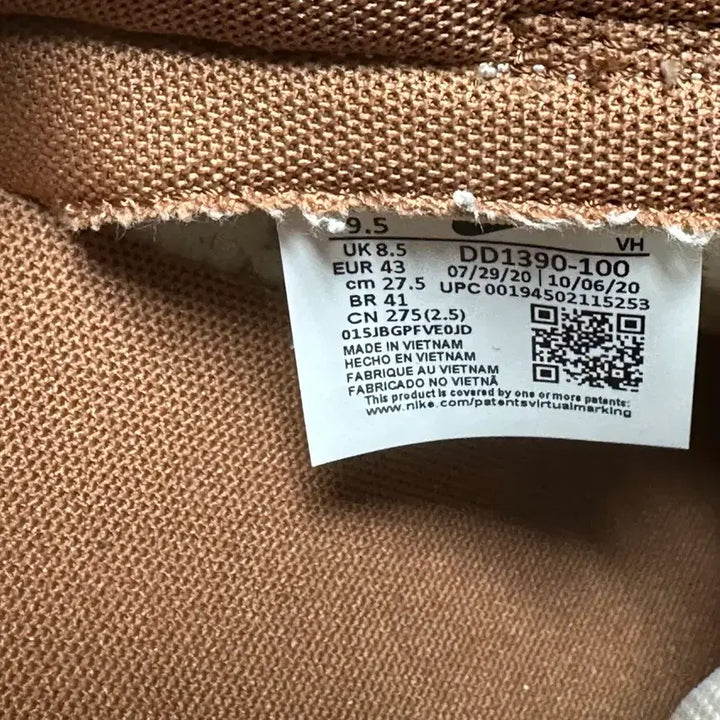 9.5 VH
UK 8.5 DD1390-100
EUR 43 07/29/20 | 10/06/20
cm 27.5 UPC 00194502115253
BR 41
CN 275(2.5)
015JBGPFVE0JD
MADE IN VIETNAM
HECHO EN VIETNAM
FABRIQUE AU VIETNAM
FABRICADO NO VIETNÃ
This product is covered by one or more patents:
www.nike.com/patentsvirtualmarking